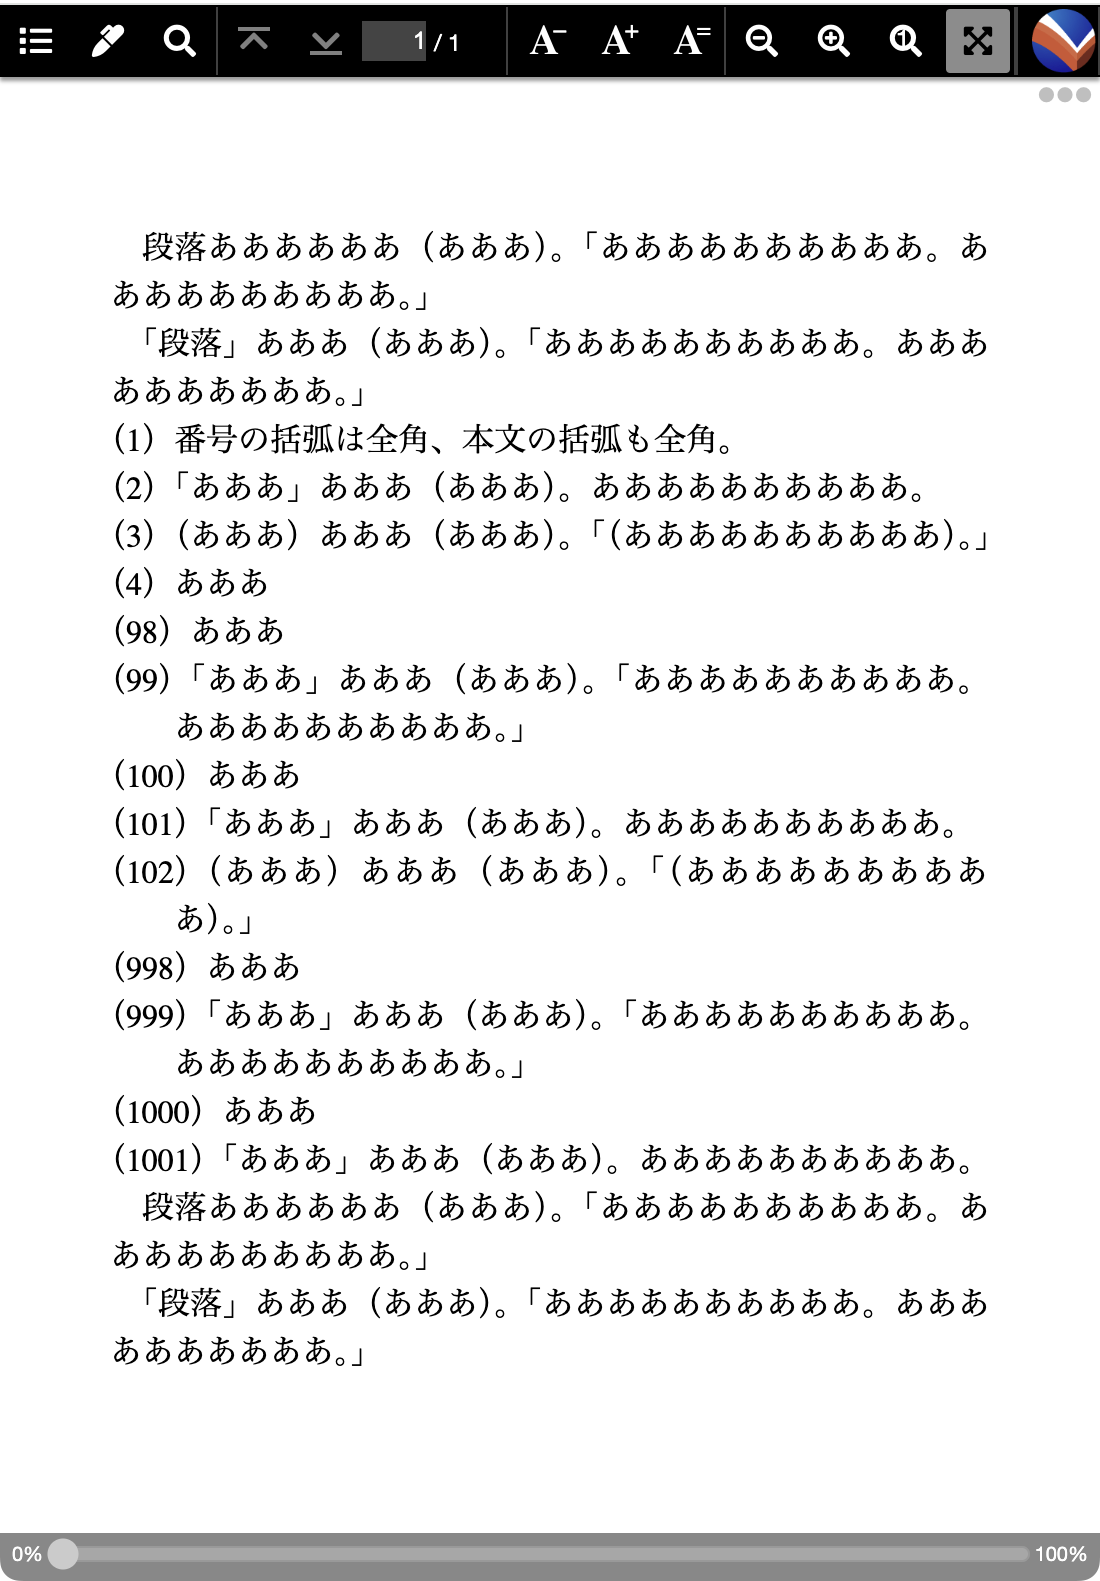 1 / 1 A− A+ A=
段落ああああああ（あああ）。「ああああああああああ。あ
あああああああああ。」
「段落」あああ（あああ）。「ああああああああああ。あああ
あああああああ。」
（1）番号の括弧は全角、本文の括弧も全角。
（2）「あああ」あああ（あああ）。ああああああああああ。
（3）（あああ）あああ（あああ）。「（ああああああああああ）。」
（4）あああ
（98）あああ
（99）「あああ」あああ（あああ）。「ああああああああああ。
ああああああああああ。」
（100）あああ
（101）「あああ」あああ（あああ）。ああああああああああ。
（102）（あああ）あああ（あああ）。「（あああああああああ
あ）。」
（998）あああ
（999）「あああ」あああ（あああ）。「ああああああああああ。
ああああああああああ。」
（1000）あああ
（1001）「あああ」あああ（あああ）。ああああああああああ。
段落ああああああ（あああ）。「ああああああああああ。あ
あああああああああ。」
「段落」あああ（あああ）。「ああああああああああ。あああ
あああああああ。」
0% 100%